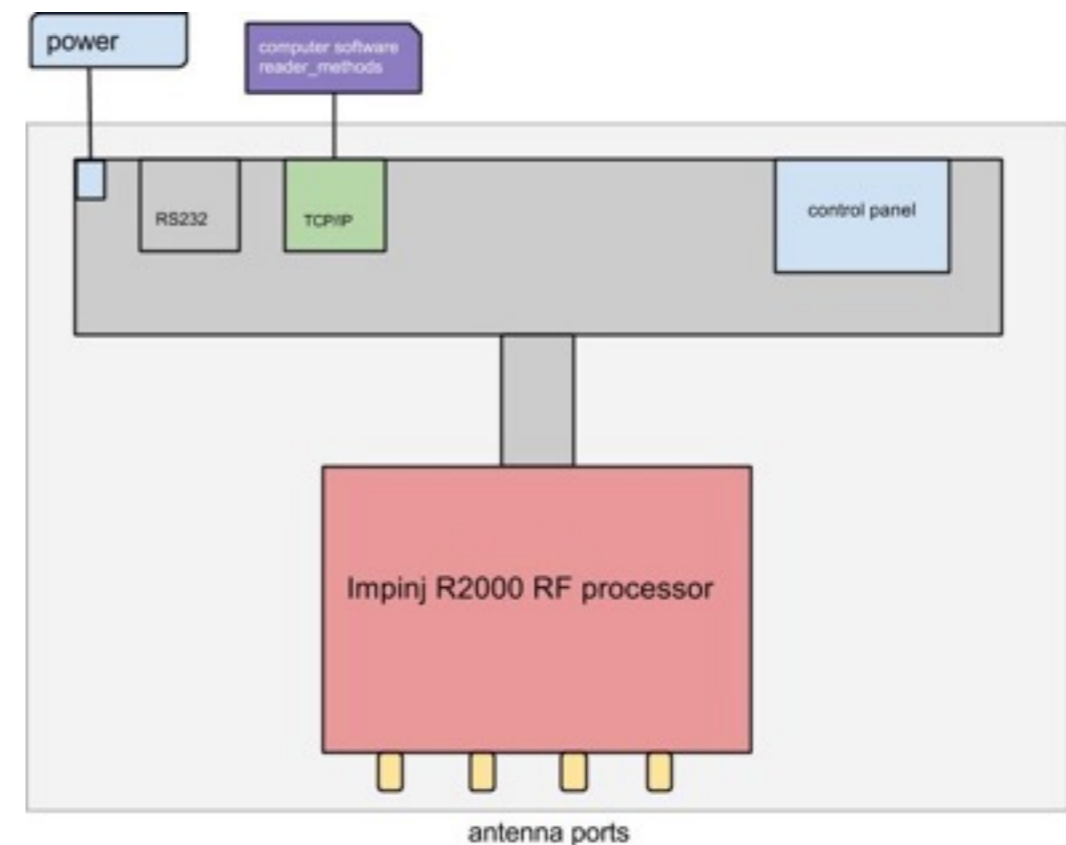 power
computer software
reader_methods
RS232
TCP/IP
control panel
Impinj R2000 RF processor
antenna ports